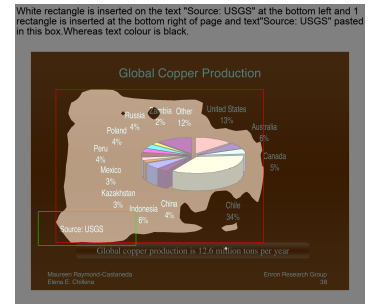 White rectangle is inserted on the text "Source: USGS" at the bottom left and 1
rectangle is inserted at the bottom right of page and text"Source: USGS" pasted
in this box.Whereas text colour is black.
Global Copper Production
Zambia
2%
Other
12%
United States
13%
Russia
4%
Australia
6%
Poland
4%
Peru
4%
Canada
5%
Mexico
3%
Kazakhstan
3%
Indonesia
6%
China
4%
Chile
34%
Source: USGS
Global copper production is 12.6 million tons per year
Maureen Raymond-Castaneda
Elena E. Chilkina
Enron Research Group
38